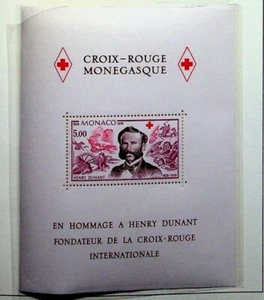 CROIX-ROUGE
MONEGASQUE
MONACO
5,00
HENRY DUNANT
EN HOMMAGE A HENRY DUNANT
FONDATEUR DE LA CROIX-ROUGE
INTERNATIONALE